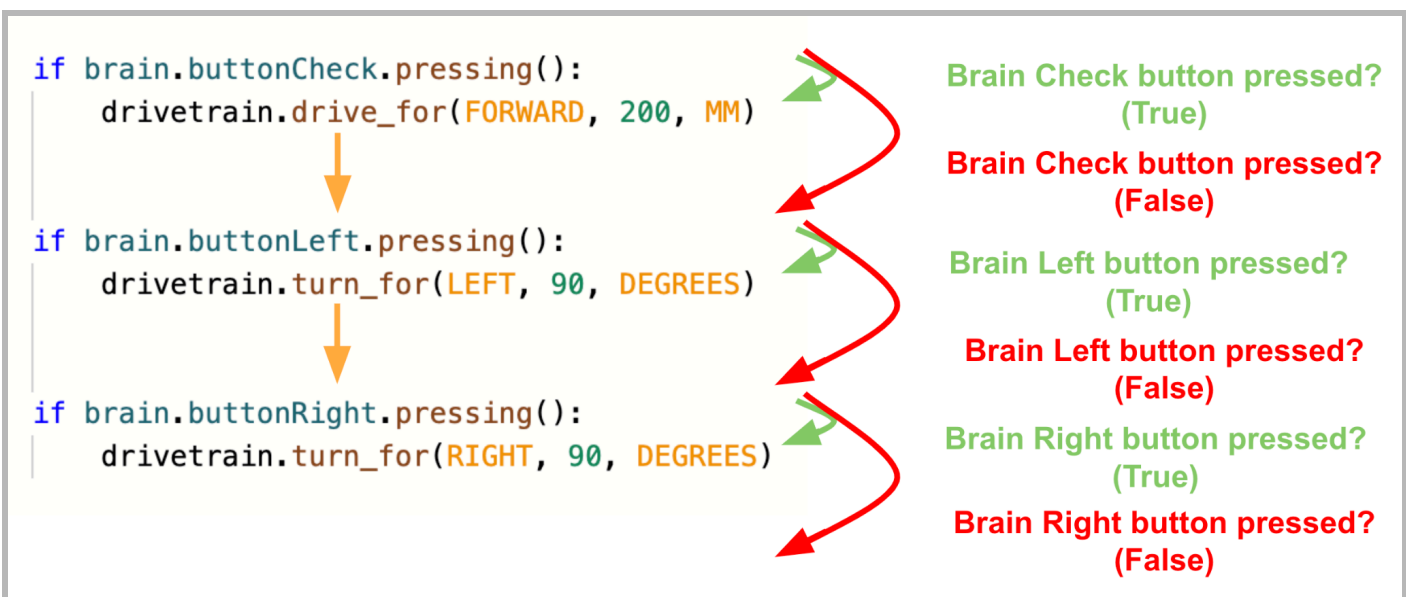 if brain.buttonCheck.pressing():
    drivetrain.drive_for(FORWARD, 200, MM)
if brain.buttonLeft.pressing():
    drivetrain.turn_for(LEFT, 90, DEGREES)
if brain.buttonRight.pressing():
    drivetrain.turn_for(RIGHT, 90, DEGREES)
Brain Check button pressed?
(True)
Brain Check button pressed?
(False)
Brain Left button pressed?
(True)
Brain Left button pressed?
(False)
Brain Right button pressed?
(True)
Brain Right button pressed?
(False)